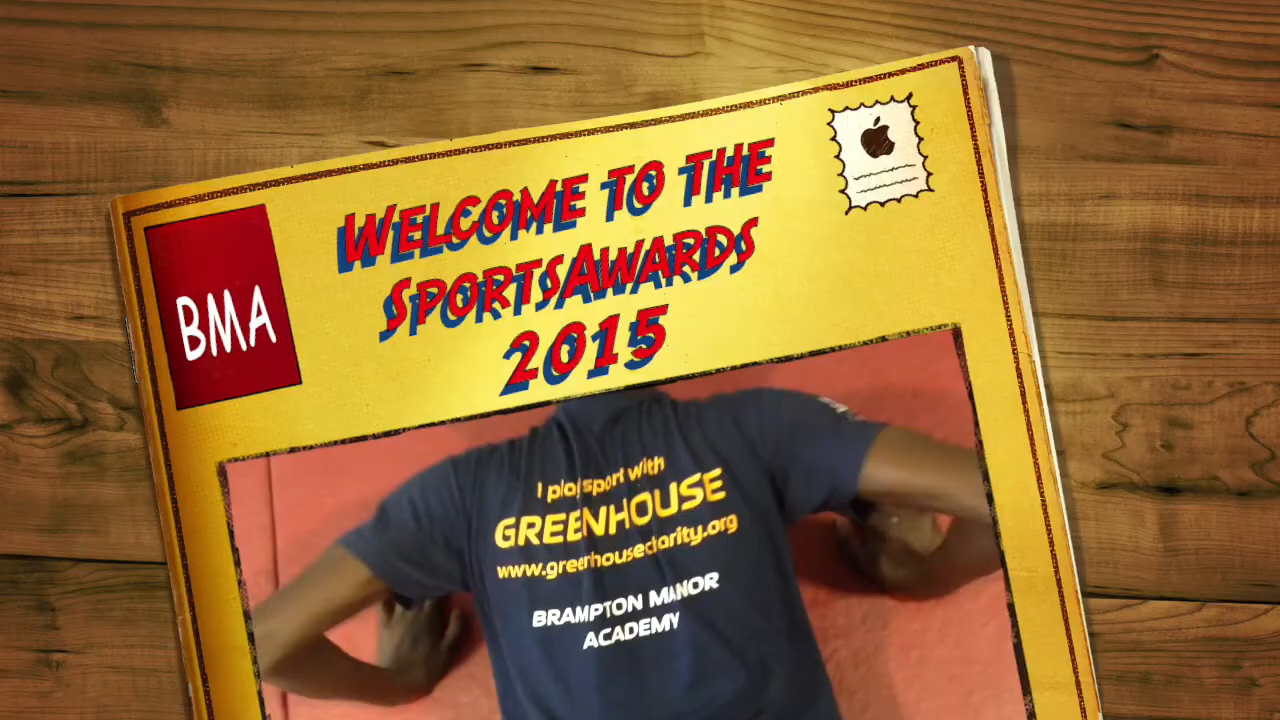 WELCOME TO THE
SPORTSAWARDS
2015
BMA
I play sport with
GREENHOUSE
www.greenhousecharity.org
BRAMPTON MANOR
ACADEMY